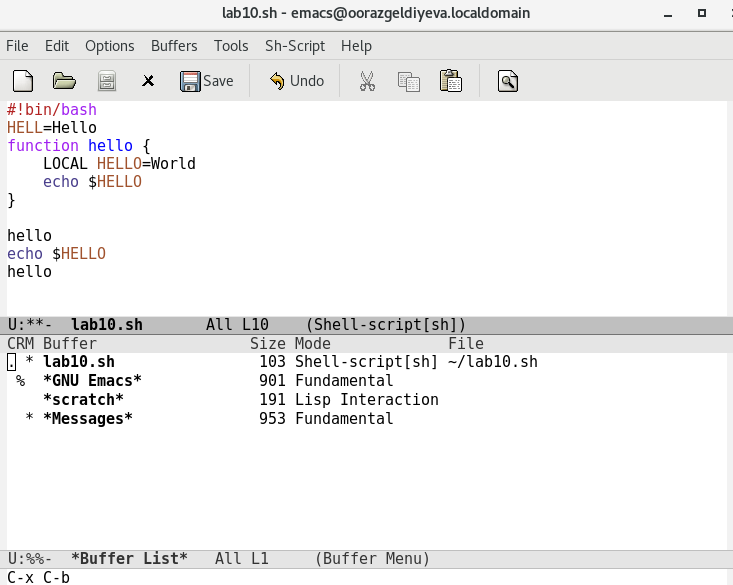 lab10.sh - emacs@oorazgeldiyeva.localdomain
File Edit Options Buffers Tools Sh-Script Help
Save Undo
#!bin/bash
HELL=Hello
function hello {
    LOCAL HELLO=World
    echo $HELLO
}
hello
echo $HELLO
hello
U:**-  lab10.sh       All L10    (Shell-script[sh])
CRM Buffer                 Size Mode             File
. * lab10.sh                103 Shell-script[sh] ~/lab10.sh
 %  *GNU Emacs*             901 Fundamental
    *scratch*               191 Lisp Interaction
  * *Messages*              953 Fundamental
U:%%-  *Buffer List*   All L1     (Buffer Menu)
C-x C-b